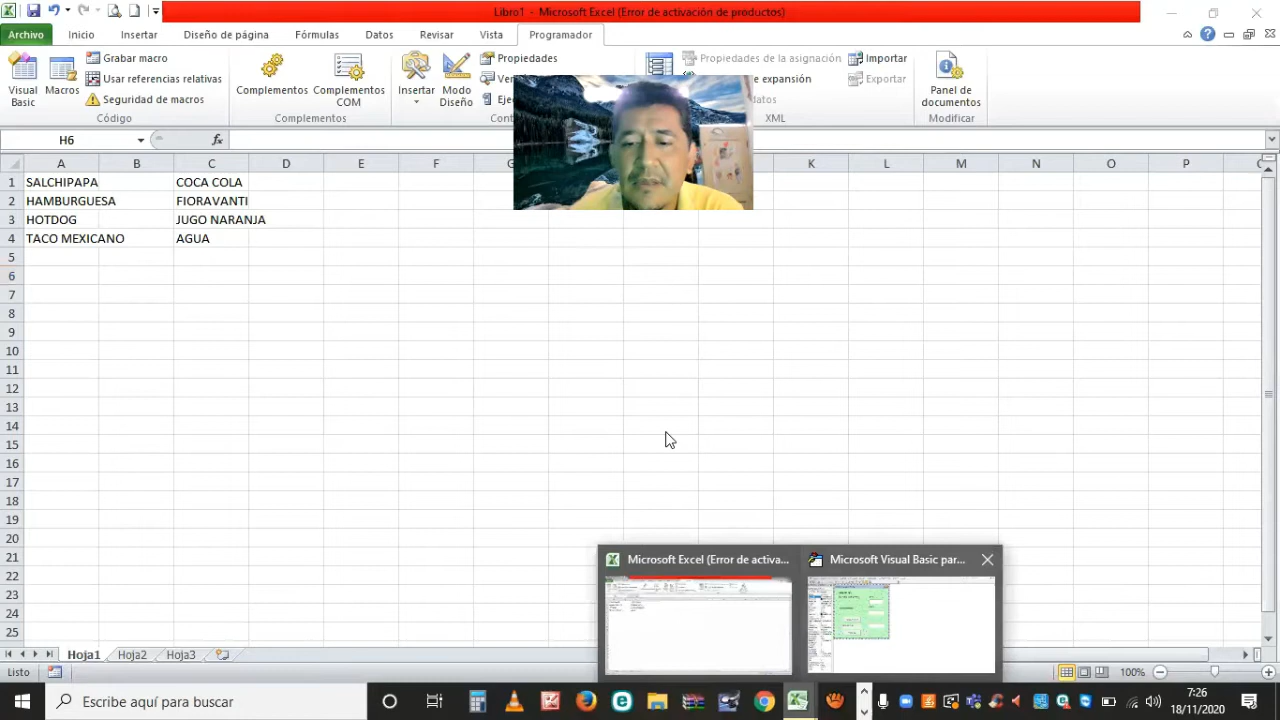 Libro1 - Microsoft Excel (Error de activación de productos)
Archivo Inicio Insertar Diseño de página Fórmulas Datos Revisar Vista Programador
Visual Basic
Macros
Grabar macro
Usar referencias relativas
Seguridad de macros
Código
Complementos
Complementos COM
Complementos
Insertar
Modo Diseño
Propiedades
Propiedades de la asignación
de expansión
Importar
Exportar
XML
Panel de documentos
Modificar
H6 fx
A B C D E F G K L M N O P
1 SALCHIPAPA COCA COLA
2 HAMBURGUESA FIORAVANTI
3 HOTDOG JUGO NARANJA
4 TACO MEXICANO AGUA
5
6
7
8
9
10
11
12
13
14
15
16
17
18
19
20
21
22
23
24
25
Microsoft Excel (Error de activa...
Microsoft Visual Basic par...
Hoja1 Hoja2 Hoja3
Listo 100%
Escribe aquí para buscar
7:26
18/11/2020